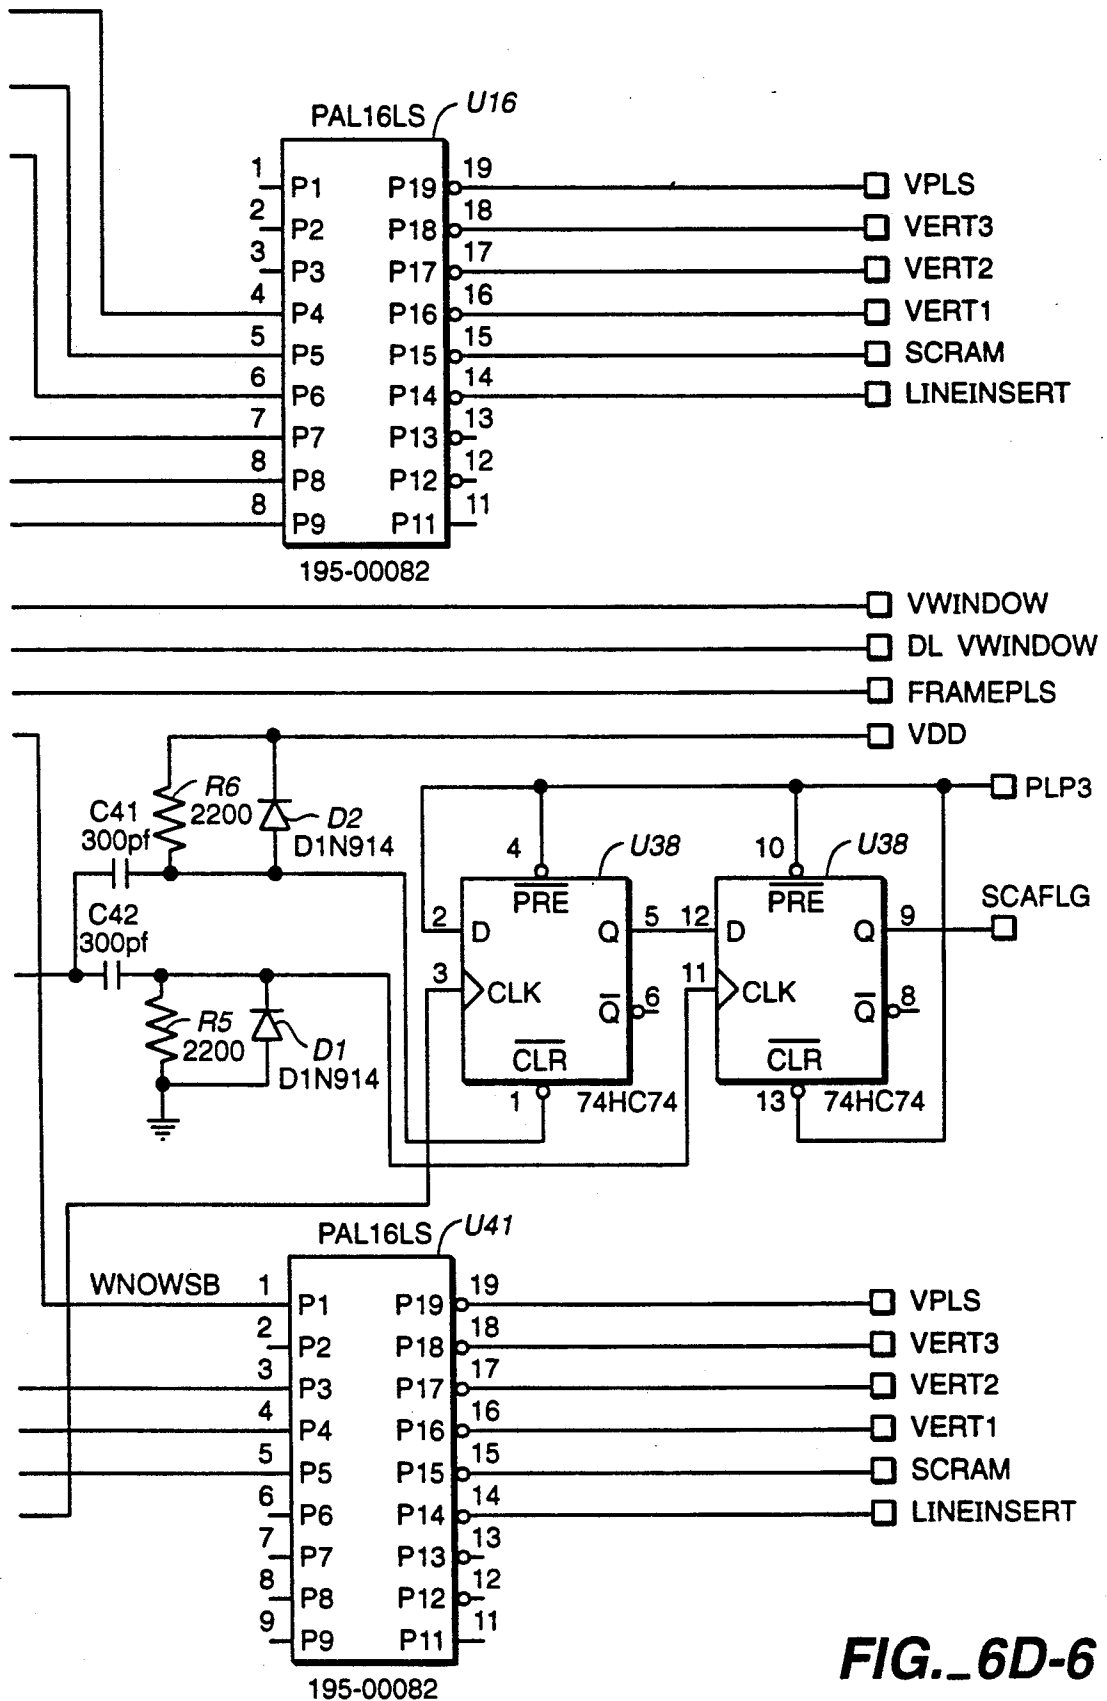 PAL16LS U16
1 P1 P19 19 VPLS
2 P2 P18 18 VERT3
3 P3 P17 17 VERT2
4 P4 P16 16 VERT1
5 P5 P15 15 SCRAM
6 P6 P14 14 LINEINSERT
7 P7 P13 13
8 P8 P12 12
8 P9 P11 11
195-00082
VWINDOW
DL VWINDOW
FRAMEPLS
VDD
PLP3
C41
300pf
R6
2200
D2
D1N914
4 U38
10 U38
PRE
PRE
SCAFLG
C42
300pf
2 D Q 5
12 D Q 9
3 CLK
11 CLK
Q 6
Q 8
R5
2200
D1
D1N914
CLR
CLR
1 74HC74
13 74HC74
PAL16LS U41
WNOWSB
1 P1 P19 19 VPLS
2 P2 P18 18 VERT3
3 P3 P17 17 VERT2
4 P4 P16 16 VERT1
5 P5 P15 15 SCRAM
6 P6 P14 14 LINEINSERT
7 P7 P13 13
8 P8 P12 12
9 P9 P11 11
195-00082
FIG._6D-6